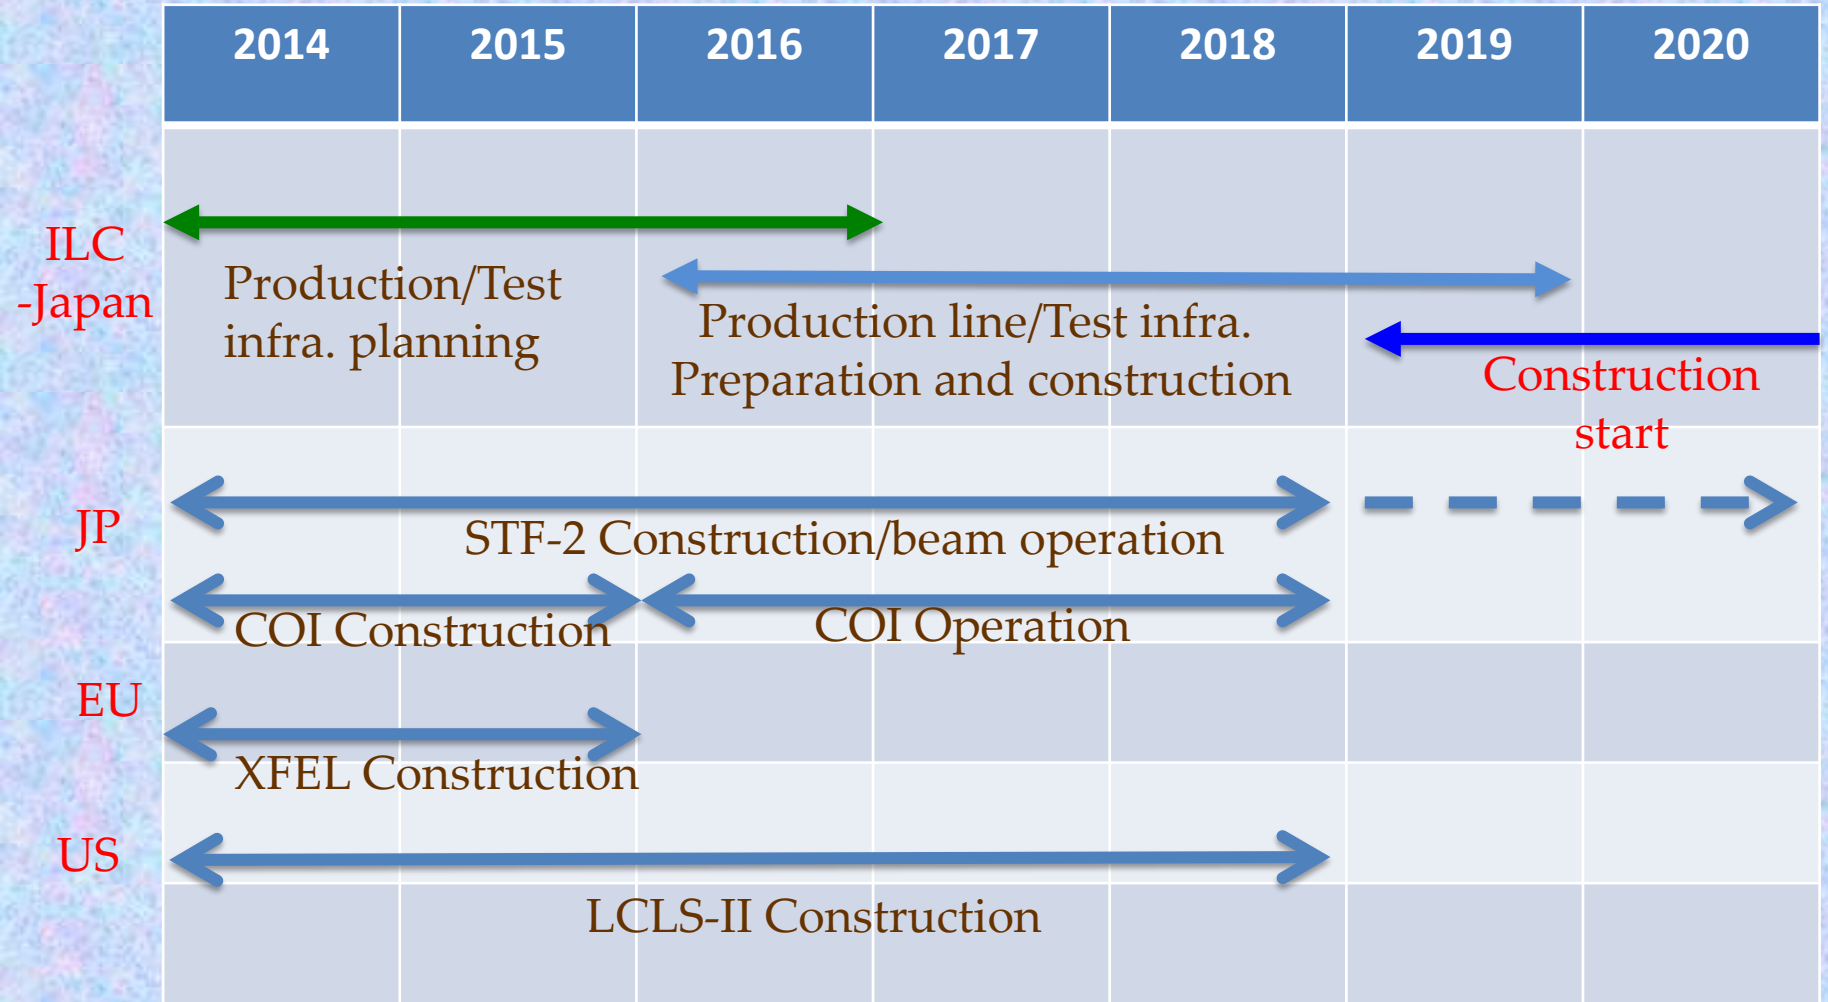 2014 2015 2016 2017 2018 2019 2020
ILC
-Japan
Production/Test
infra. planning
Production line/Test infra.
Preparation and construction
Construction
start
JP
STF-2 Construction/beam operation
COI Construction
COI Operation
EU
XFEL Construction
US
LCLS-II Construction